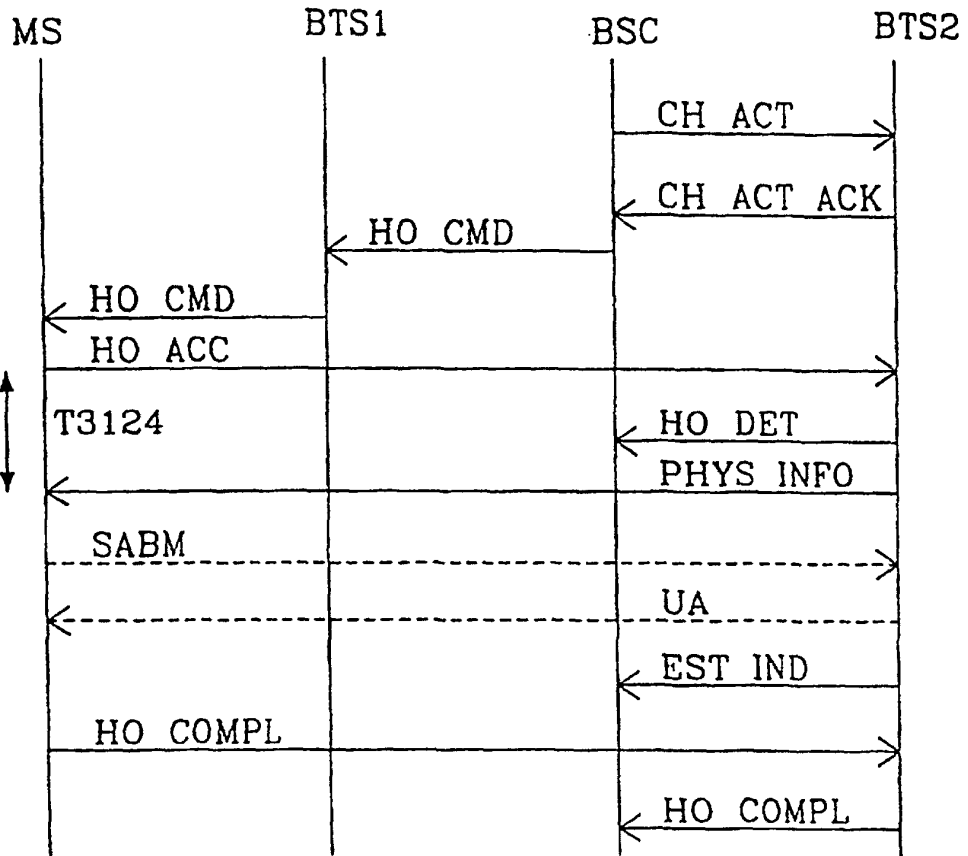 MS BTS1 BSC BTS2
CH ACT
CH ACT ACK
HO CMD
HO CMD
HO ACC
T3124
HO DET
PHYS INFO
SABM
UA
EST IND
HO COMPL
HO COMPL